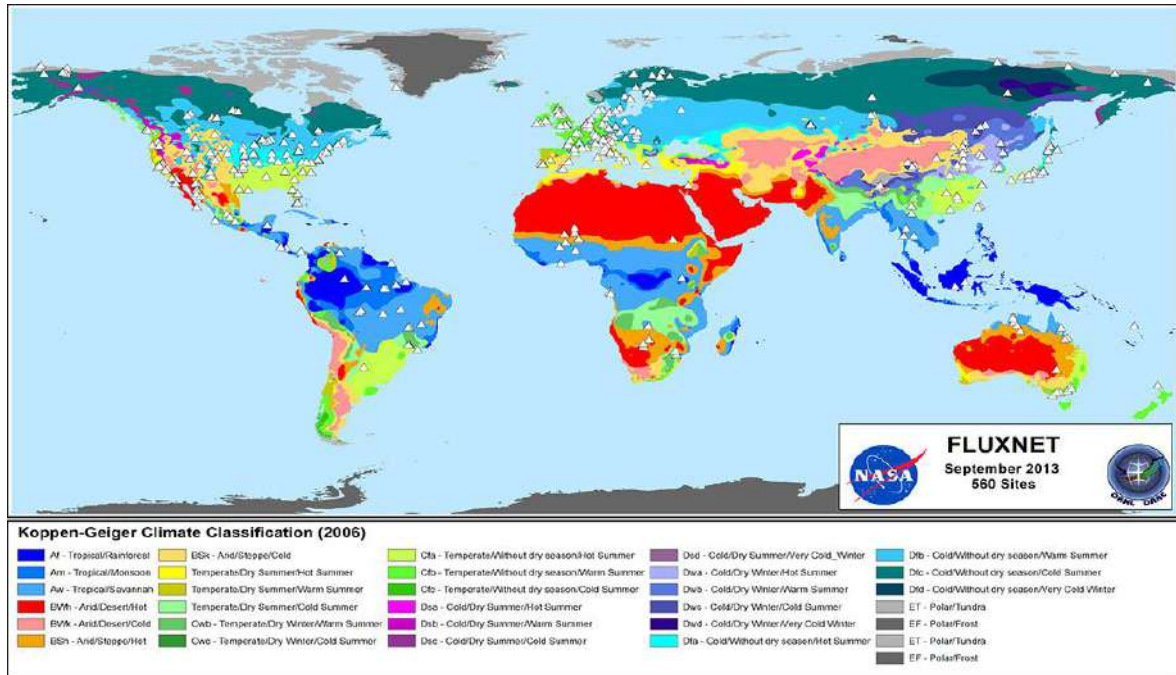 FLUXNET
September 2013
560 Sites
NASA
ORNL DAAC
Koppen-Geiger Climate Classification (2006)
Af - Tropical/Rainforest
Am - Tropical/Monsoon
Aw - Tropical/Savannah
BWh - Arid/Desert/Hot
BWk - Arid/Desert/Cold
BSh - Arid/Steppe/Hot
BSk - Arid/Steppe/Cold
Temperate/Dry Summer/Hot Summer
Temperate/Dry Summer/Warm Summer
Temperate/Dry Summer/Cold Summer
Cwb - Temperate/Dry Winter/Warm Summer
Cwc - Temperate/Dry Winter/Cold Summer
Cfa - Temperate/Without dry season/Hot Summer
Cfb - Temperate/Without dry season/Warm Summer
Cfc - Temperate/Without dry season/Cold Summer
Dsa - Cold/Dry Summer/Hot Summer
Dsb - Cold/Dry Summer/Warm Summer
Dsc - Cold/Dry Summer/Cold Summer
Dsd - Cold/Dry Summer/Very Cold_Winter
Dwa - Cold/Dry Winter/Hot Summer
Dwb - Cold/Dry Winter/Warm Summer
Dwc - Cold/Dry Winter/Cold Summer
Dwd - Cold/Dry Winter/Very Cold Winter
Dfa - Cold/Without dry season/Hot Summer
Dfb - Cold/Without dry season/Warm Summer
Dfc - Cold/Without dry season/Cold Summer
Dfd - Cold/Without dry season/Very Cold Winter
ET - Polar/Tundra
EF - Polar/Frost
ET - Polar/Tundra
EF - Polar/Frost